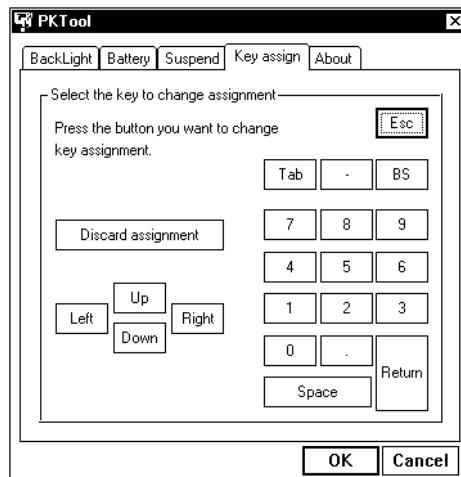 PKTool
BackLight Battery Suspend Key assign About
Select the key to change assignment
Press the button you want to change
key assignment.
Esc
Tab - BS
Discard assignment
7 8 9
4 5 6
Up
Left Right
Down
1 2 3
0 .
Return
Space
OK Cancel